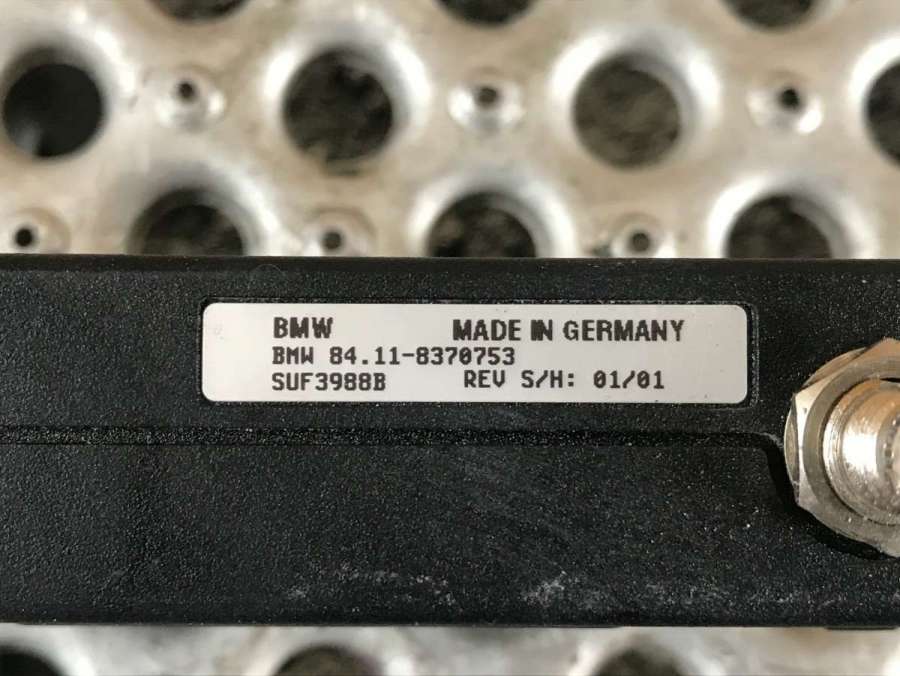 BMW MADE IN GERMANY
BMW 84.11-8370753
SUF3988B REV S/H: 01/01